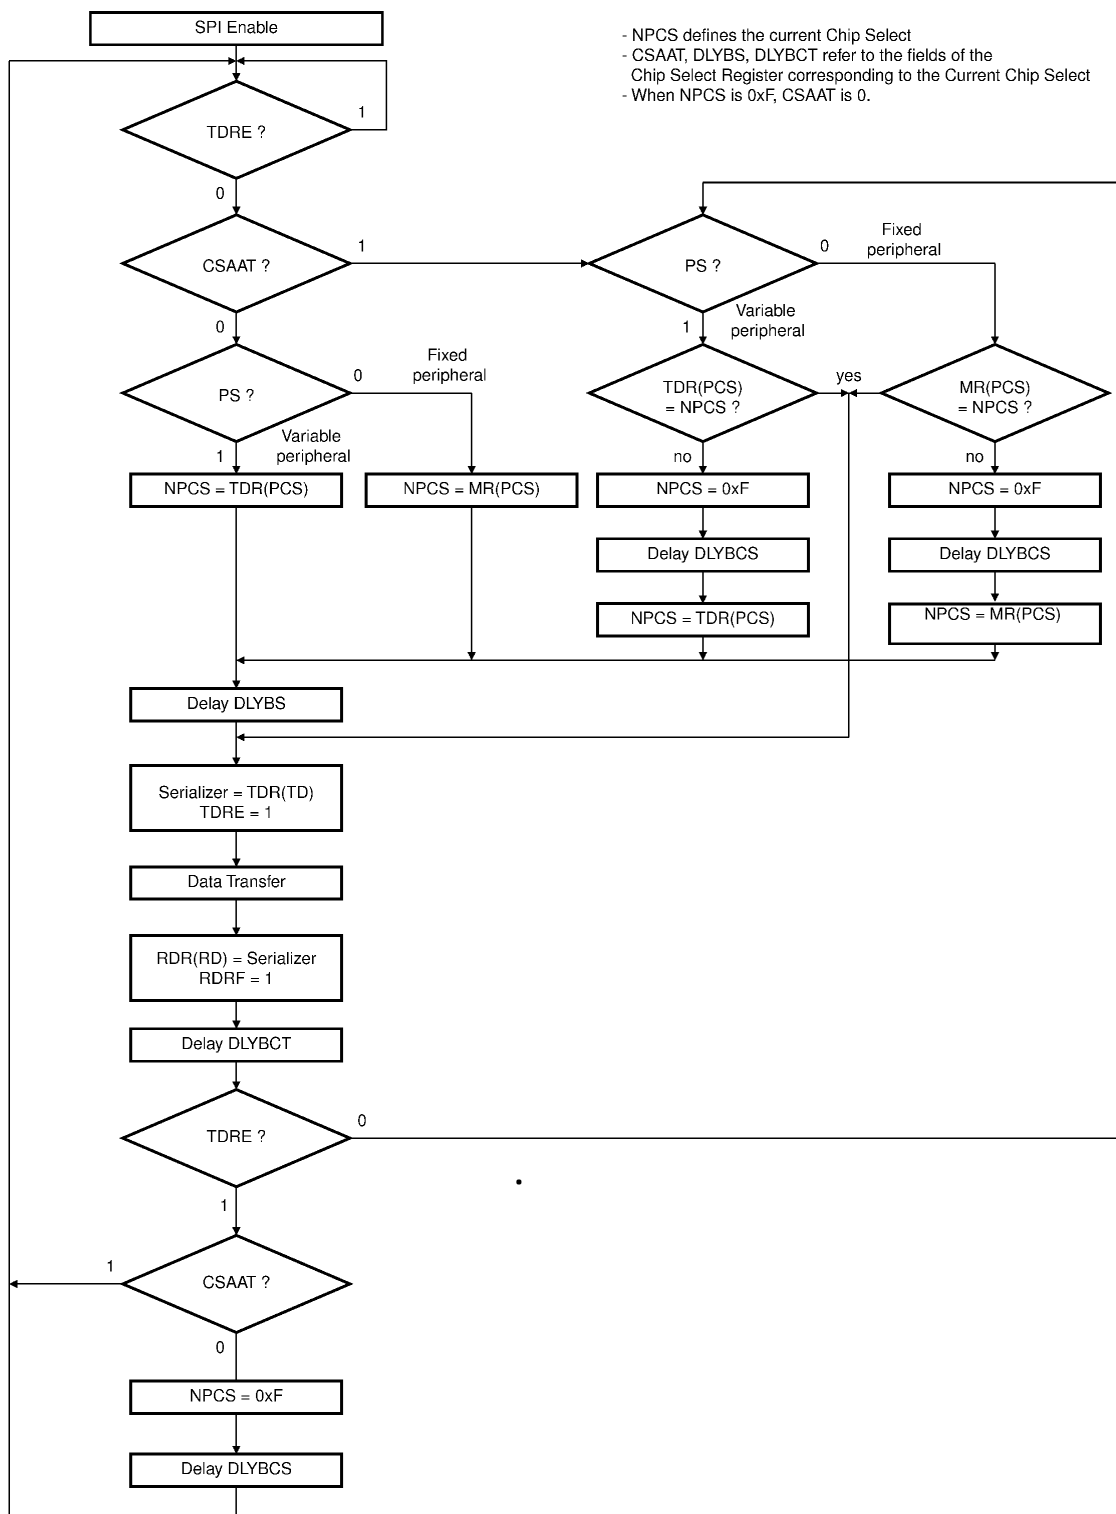 SPI Enable
- NPCS defines the current Chip Select
- CSAAT, DLYBS, DLYBCT refer to the fields of the
Chip Select Register corresponding to the Current Chip Select
- When NPCS is 0xF, CSAAT is 0.
TDRE ?
1
0
CSAAT ?
1
0
PS ?
0
Fixed
peripheral
1
Variable
peripheral
NPCS = TDR(PCS)
NPCS = MR(PCS)
PS ?
0
Fixed
peripheral
1
Variable
peripheral
TDR(PCS)
= NPCS ?
yes
MR(PCS)
= NPCS ?
no
no
NPCS = 0xF
NPCS = 0xF
Delay DLYBCS
Delay DLYBCS
NPCS = TDR(PCS)
NPCS = MR(PCS)
Delay DLYBS
Serializer = TDR(TD)
TDRE = 1
Data Transfer
RDR(RD) = Serializer
RDRF = 1
Delay DLYBCT
TDRE ?
0
1
CSAAT ?
1
0
NPCS = 0xF
Delay DLYBCS